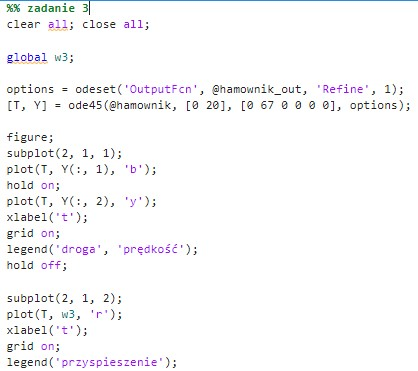 %% zadanie 3
clear all; close all;
global w3;
options = odeset('OutputFcn', @hamownik_out, 'Refine', 1);
[T, Y] = ode45(@hamownik, [0 20], [0 67 0 0 0 0], options);
figure;
subplot(2, 1, 1);
plot(T, Y(:, 1), 'b');
hold on;
plot(T, Y(:, 2), 'y');
xlabel('t');
grid on;
legend('droga', 'prędkość');
hold off;
subplot(2, 1, 2);
plot(T, w3, 'r');
xlabel('t');
grid on;
legend('przyspieszenie');